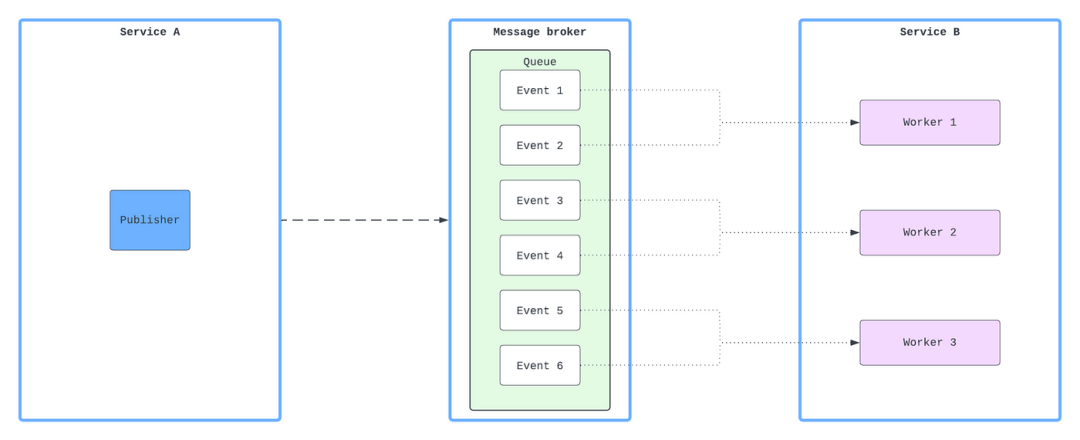 Service A
Message broker
Service B
Queue
Event 1
Event 2
Event 3
Event 4
Event 5
Event 6
Publisher
Worker 1
Worker 2
Worker 3